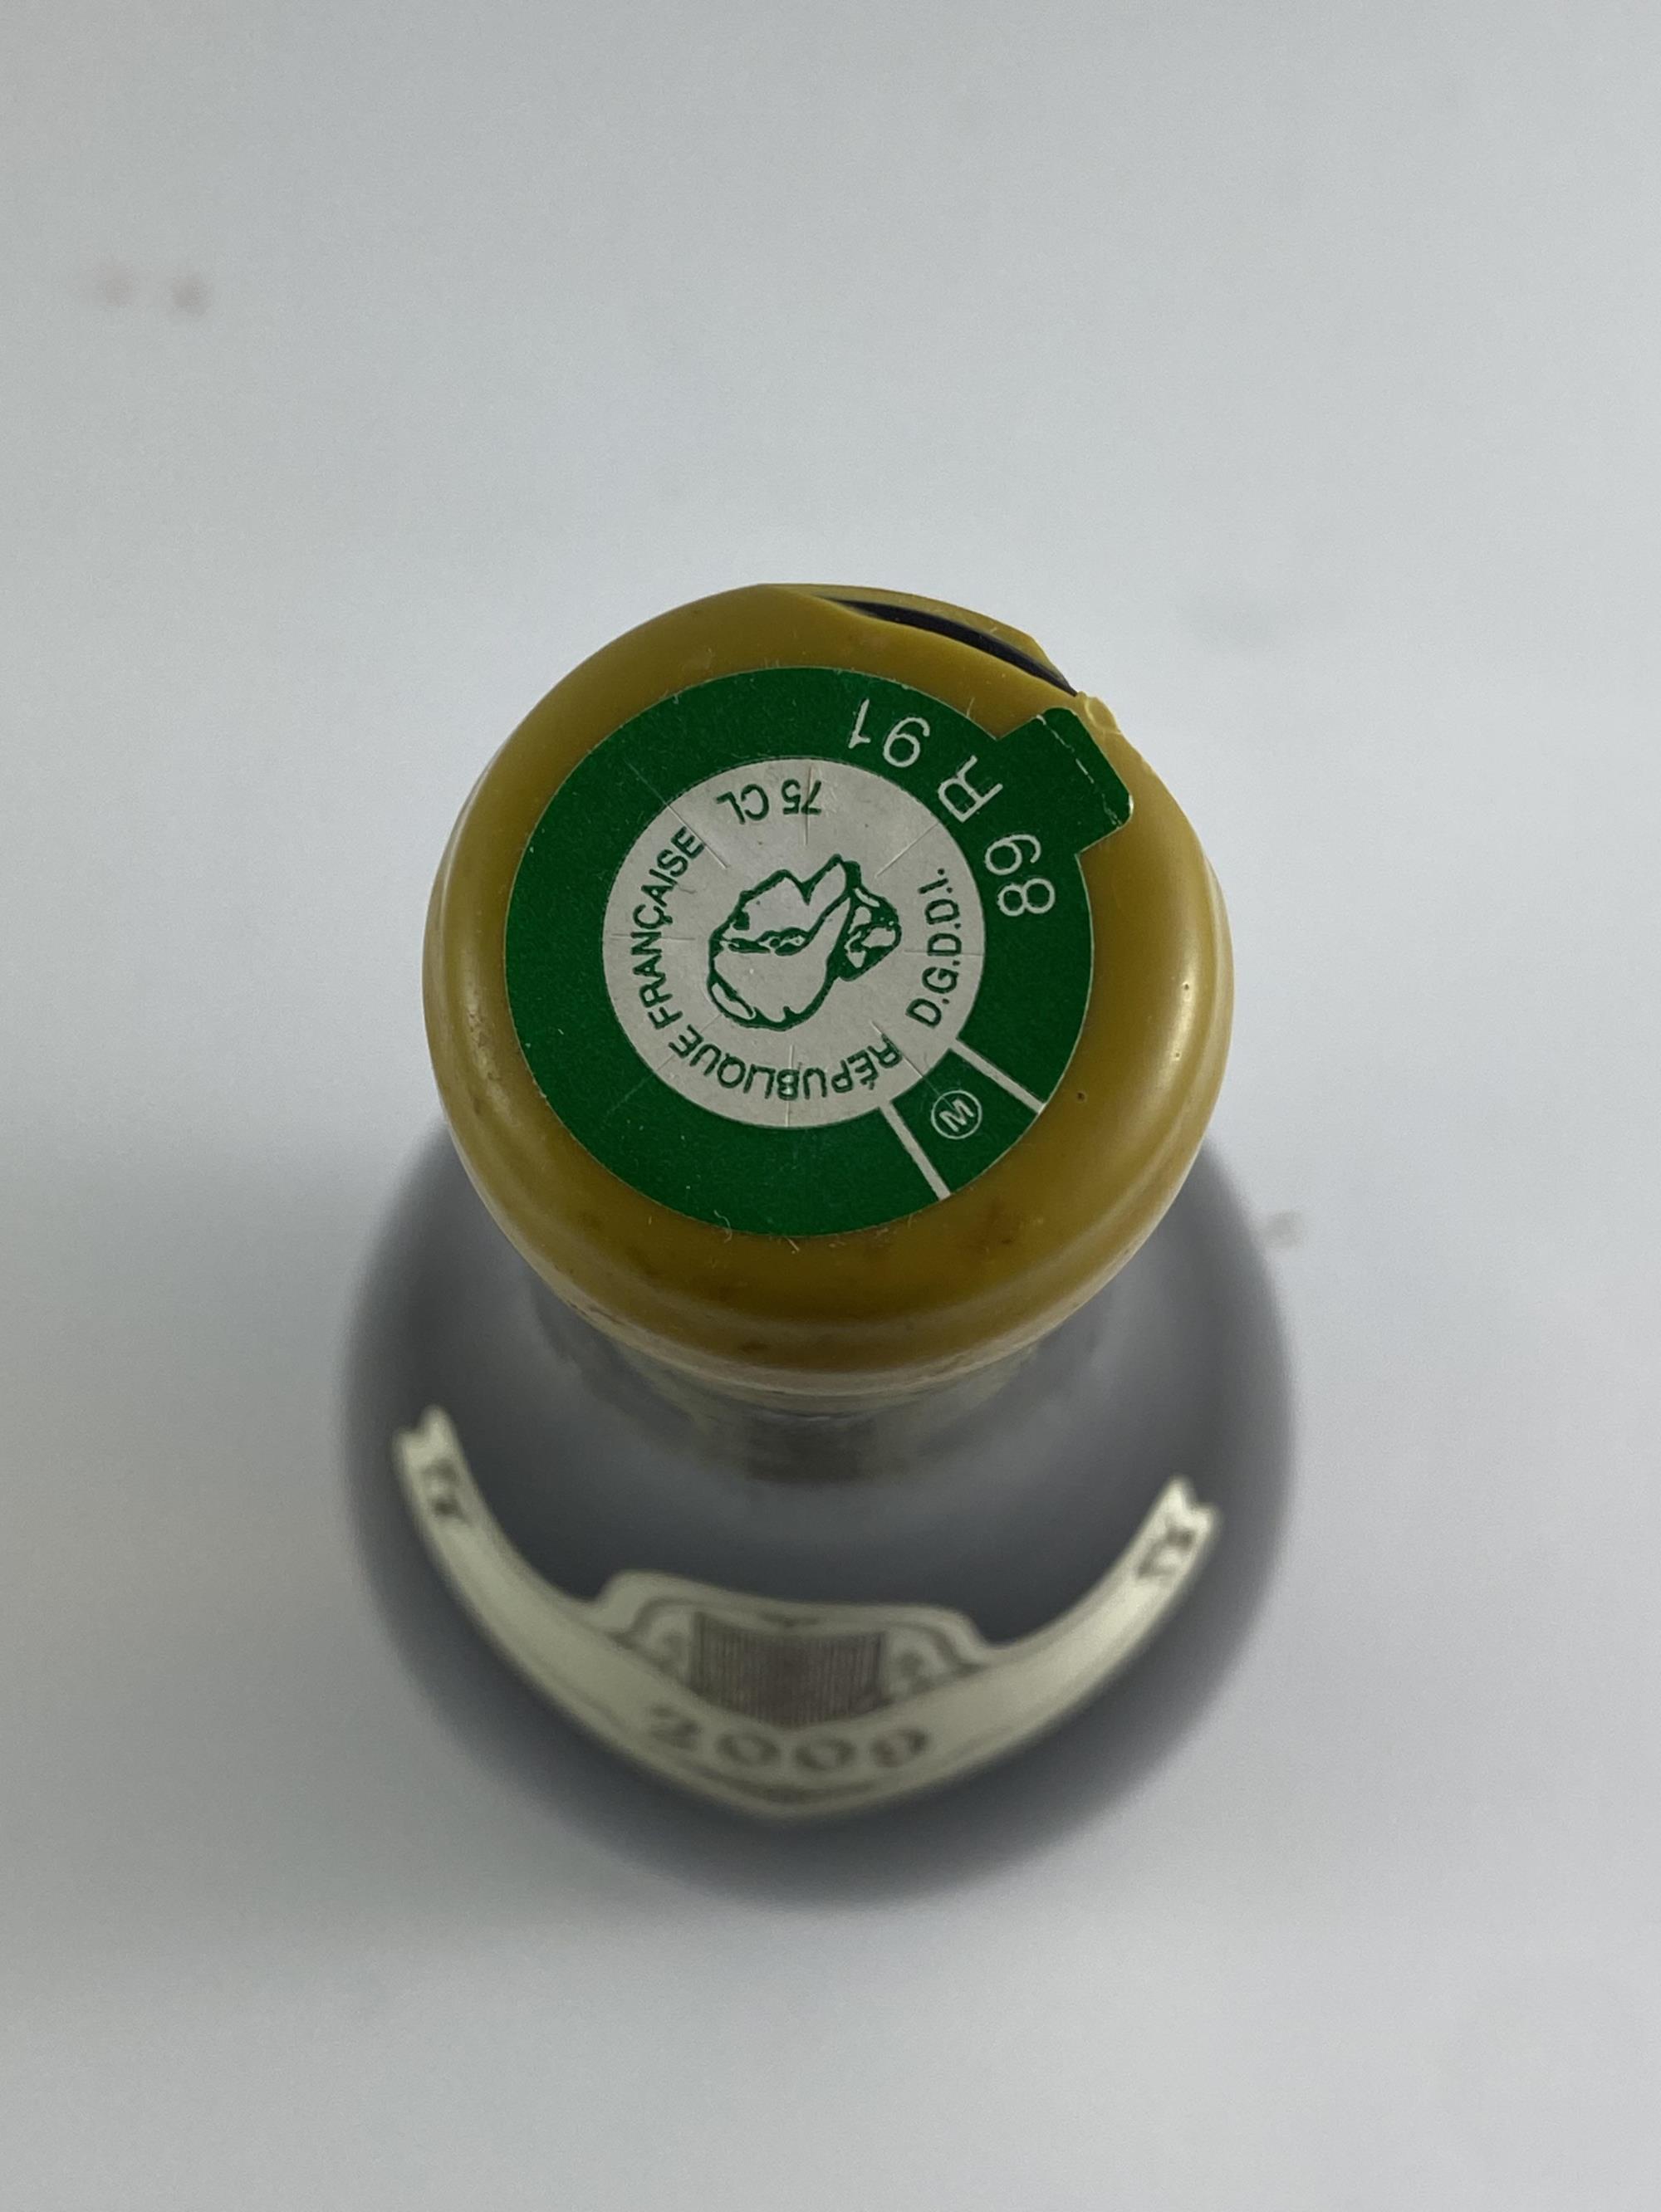 89 R 91
75 CL
RÉPUBLIQUE FRANÇAISE
D.G.D.D.I.
M
2009